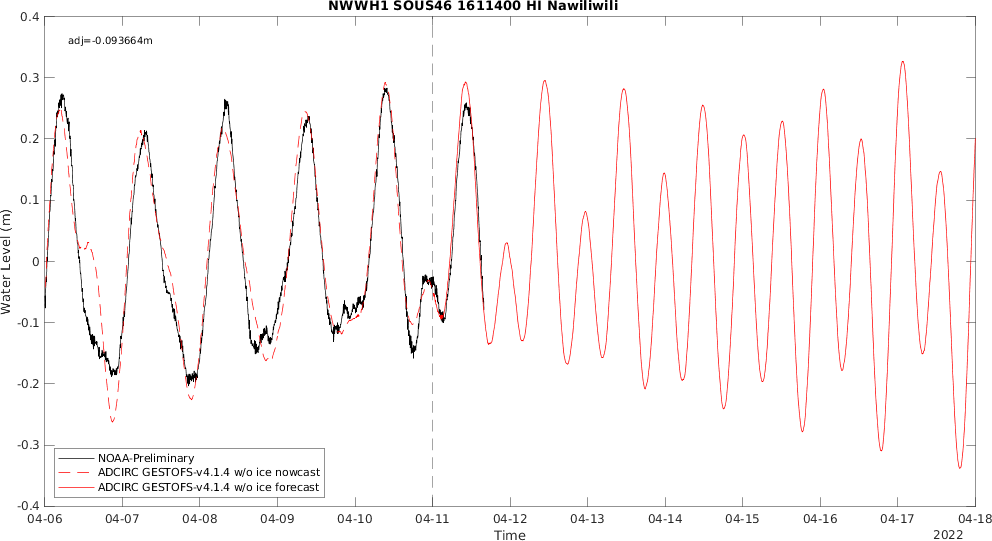 NWWH1 SOUS46 1611400 HI Nawiliwili
adj=-0.093664m
0.4
0.3
0.2
0.1
0
-0.1
-0.2
-0.3
-0.4
Water Level (m)
NOAA-Preliminary
ADCIRC GESTOFS-v4.1.4 w/o ice nowcast
ADCIRC GESTOFS-v4.1.4 w/o ice forecast
04-06 04-07 04-08 04-09 04-10 04-11 04-12 04-13 04-14 04-15 04-16 04-17 04-18
Time
2022